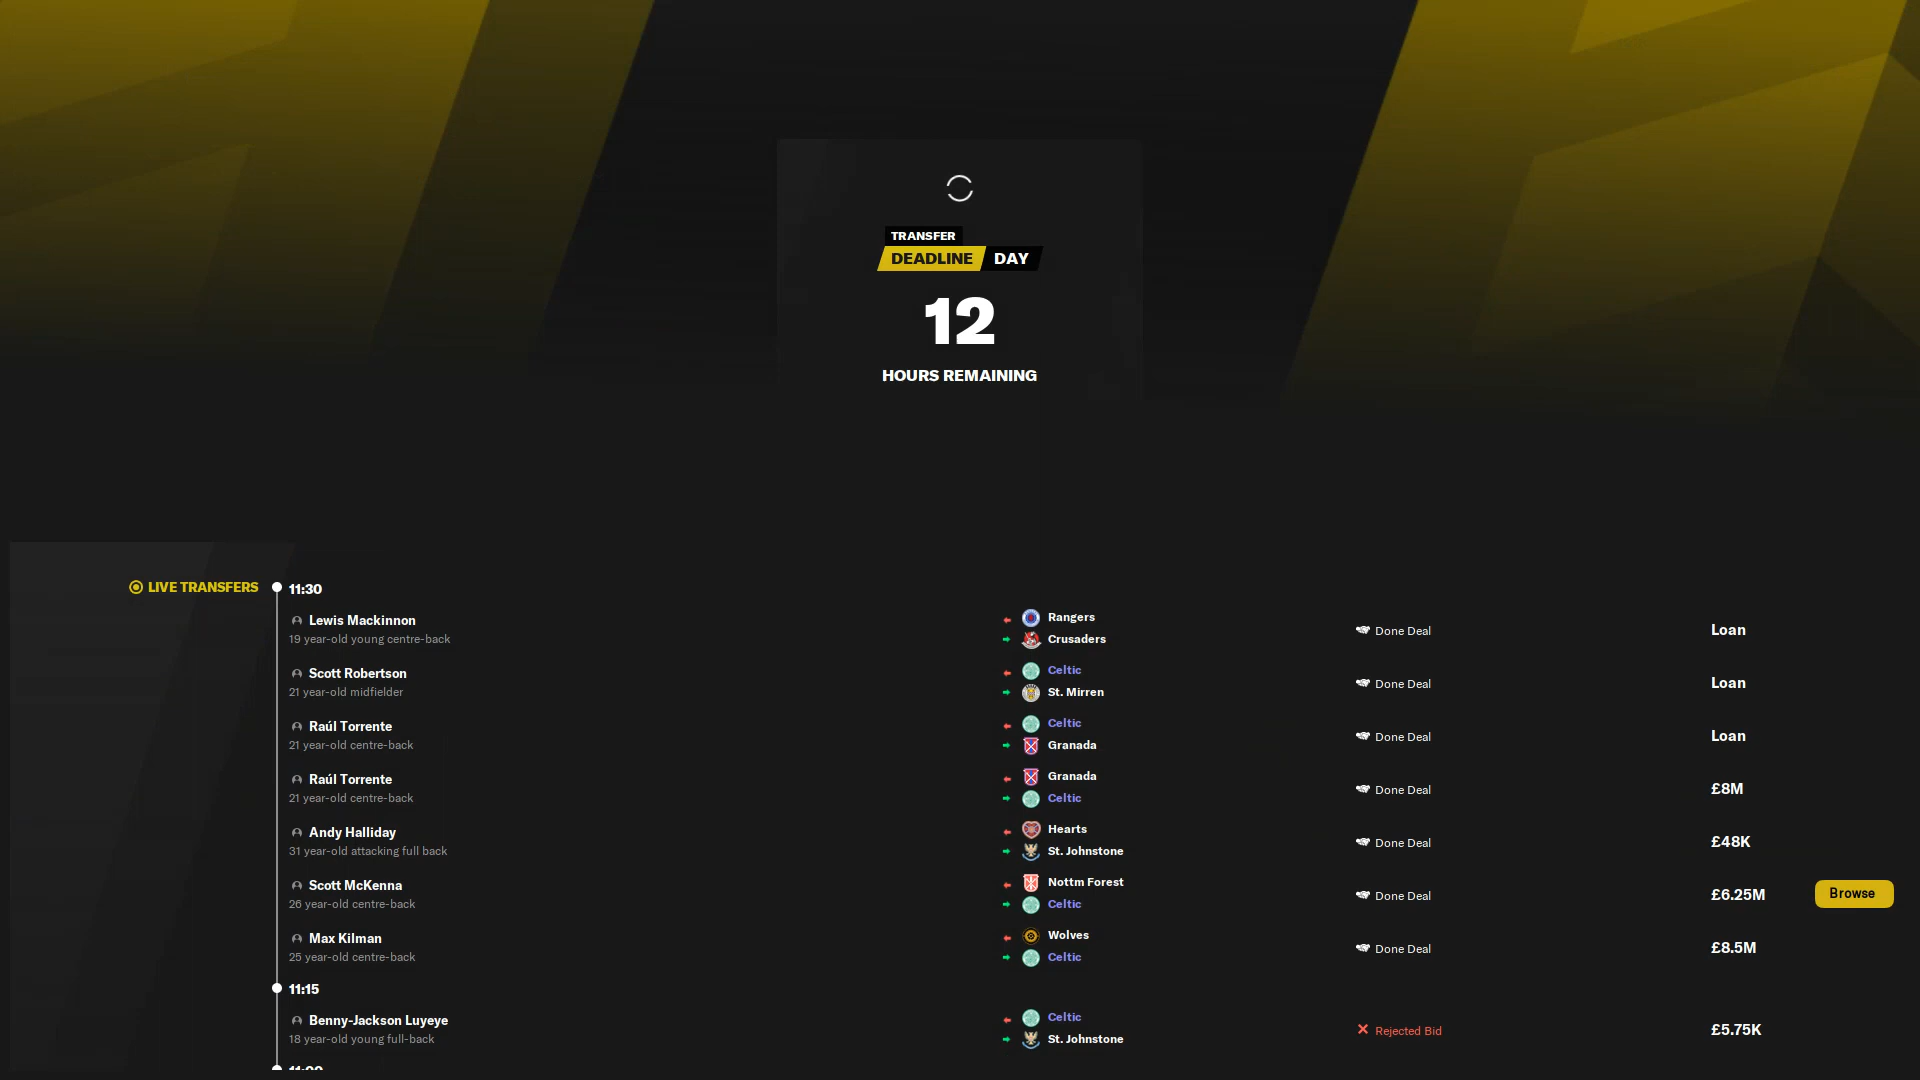 TRANSFER
DEADLINE DAY
12
HOURS REMAINING
LIVE TRANSFERS
11:30
Lewis Mackinnon
19 year-old young centre-back
Rangers
Crusaders
Done Deal
Loan
Scott Robertson
21 year-old midfielder
Celtic
St. Mirren
Done Deal
Loan
Raúl Torrente
21 year-old centre-back
Celtic
Granada
Done Deal
Loan
Raúl Torrente
21 year-old centre-back
Granada
Celtic
Done Deal
£8M
Andy Halliday
31 year-old attacking full back
Hearts
St. Johnstone
Done Deal
£48K
Scott McKenna
26 year-old centre-back
Nottm Forest
Celtic
Done Deal
£6.25M
Browse
Max Kilman
25 year-old centre-back
Wolves
Celtic
Done Deal
£8.5M
11:15
Benny-Jackson Luyeye
18 year-old young full-back
Celtic
St. Johnstone
Rejected Bid
£5.75K